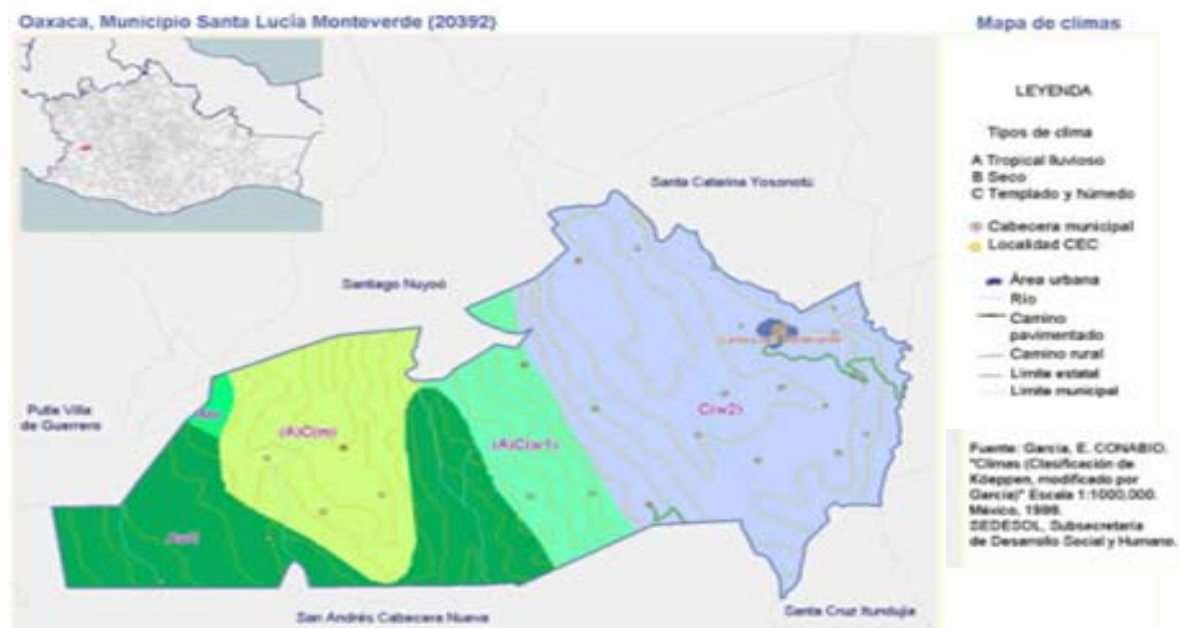 Oaxaca, Municipio Santa Lucía Monteverde (20392)
Mapa de climas
LEYENDA
Tipos de clima
A Tropical lluvioso
B Seco
C Templado y húmedo
Cabecera municipal
Localidad CEC
Área urbana
Río
Camino
pavimentado
Camino rural
Límite estatal
Límite municipal
Santa Catarina Yosonotú
Santiago Nuyoó
Putla Villa
de Guerrero
(A)C(m)
(A)C(w1)
C(w2)
San Andrés Cabecera Nueva
Santa Cruz Itundujia
Fuente: García, E. CONABIO.
"Climas (Clasificación de
Köeppen, modificado por
García)" Escala 1:1000,000.
México, 1998.
SEDESOL, Subsecretaría
de Desarrollo Social y Humano.